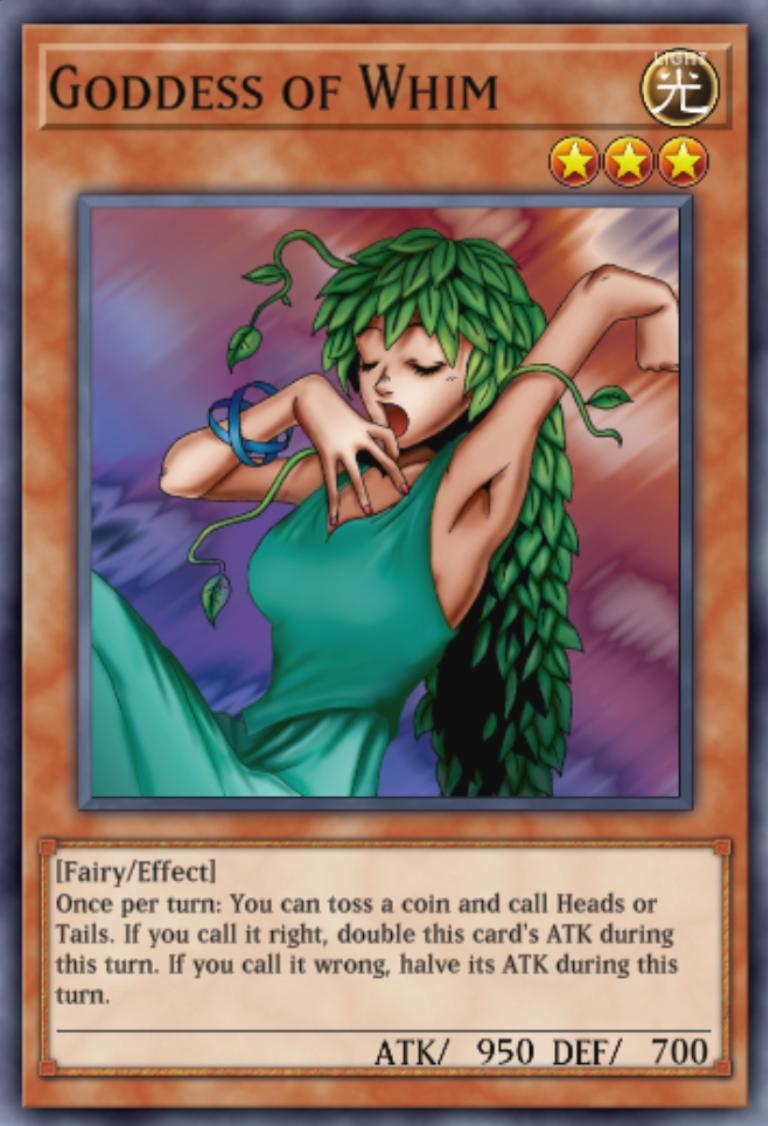 Goddess of Whim
LIGHT
光
[Fairy/Effect]
Once per turn: You can toss a coin and call Heads or
Tails. If you call it right, double this card's ATK during
this turn. If you call it wrong, halve its ATK during this
turn.
ATK/ 950 DEF/ 700